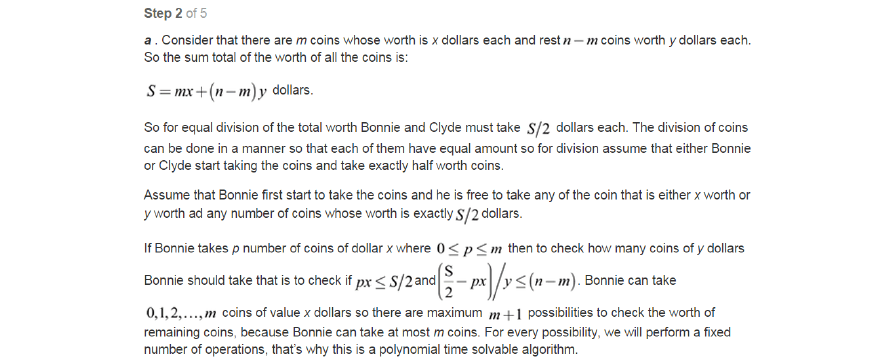 Step 2 of 5
a . Consider that there are m coins whose worth is x dollars each and rest n − m coins worth y dollars each.
So the sum total of the worth of all the coins is:
S = mx + (n − m) y dollars.
So for equal division of the total worth Bonnie and Clyde must take S/2 dollars each. The division of coins
can be done in a manner so that each of them have equal amount so for division assume that either Bonnie
or Clyde start taking the coins and take exactly half worth coins.
Assume that Bonnie first start to take the coins and he is free to take any of the coin that is either x worth or
y worth ad any number of coins whose worth is exactly S/2 dollars.
If Bonnie takes p number of coins of dollar x where 0 ≤ p ≤ m then to check how many coins of y dollars
Bonnie should take that is to check if px ≤ S/2 and (S/2 − px)/y ≤ (n − m). Bonnie can take
0,1,2,...,m coins of value x dollars so there are maximum m + 1 possibilities to check the worth of
remaining coins, because Bonnie can take at most m coins. For every possibility, we will perform a fixed
number of operations, that's why this is a polynomial time solvable algorithm.